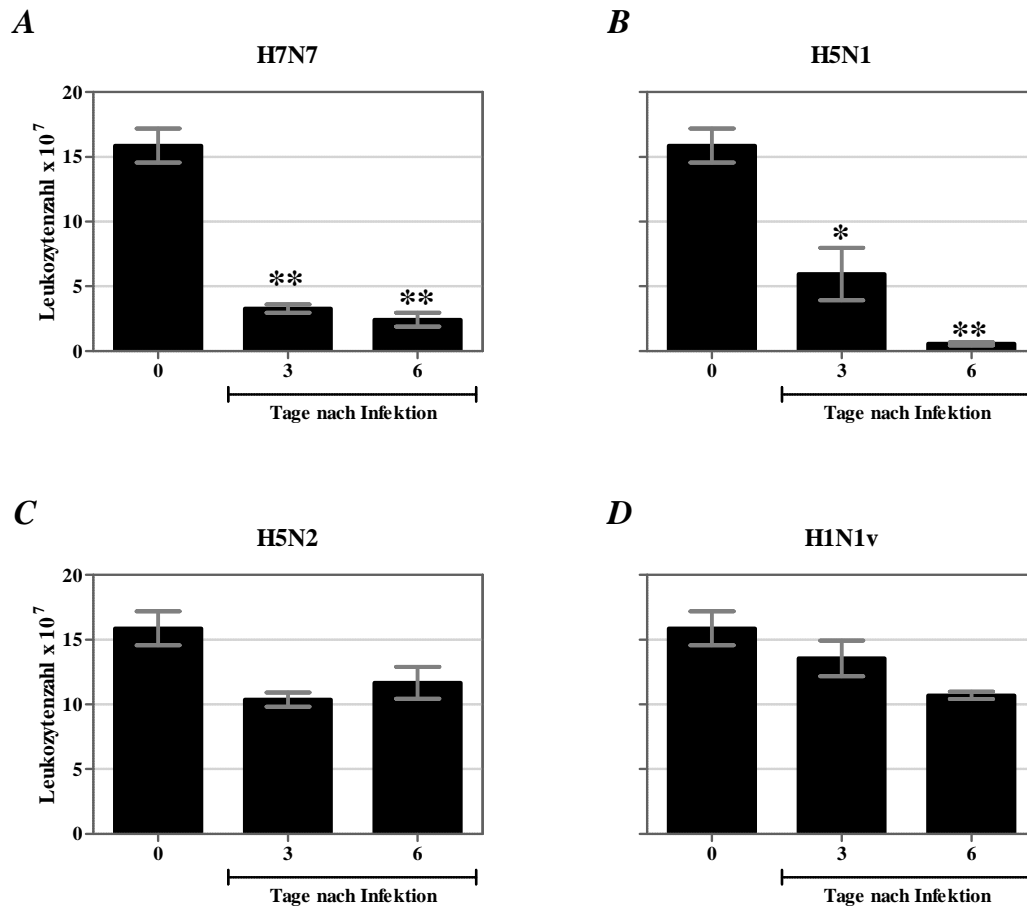 A
H7N7
Leukozytenzahl x 10^7
20
15
10
5
0
**
**
0
3
6
Tage nach Infektion
B
H5N1
*
**
0
3
6
Tage nach Infektion
C
H5N2
Leukozytenzahl x 10^7
20
15
10
5
0
0
3
6
Tage nach Infektion
D
H1N1v
0
3
6
Tage nach Infektion